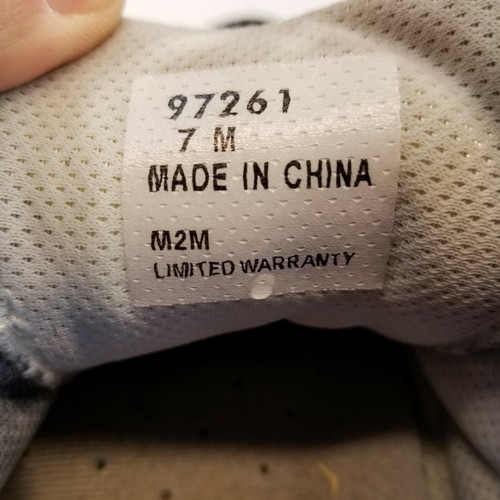 97261
7 M
MADE IN CHINA
M2M
LIMITED WARRANTY